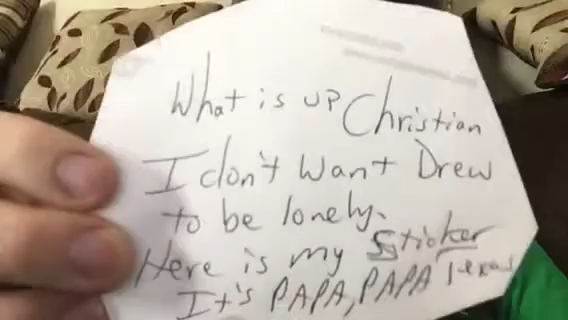 What is up Christian
I don't want Drew
to be lonely.
Here is my sticker
It's PAPA, PAPA Texas